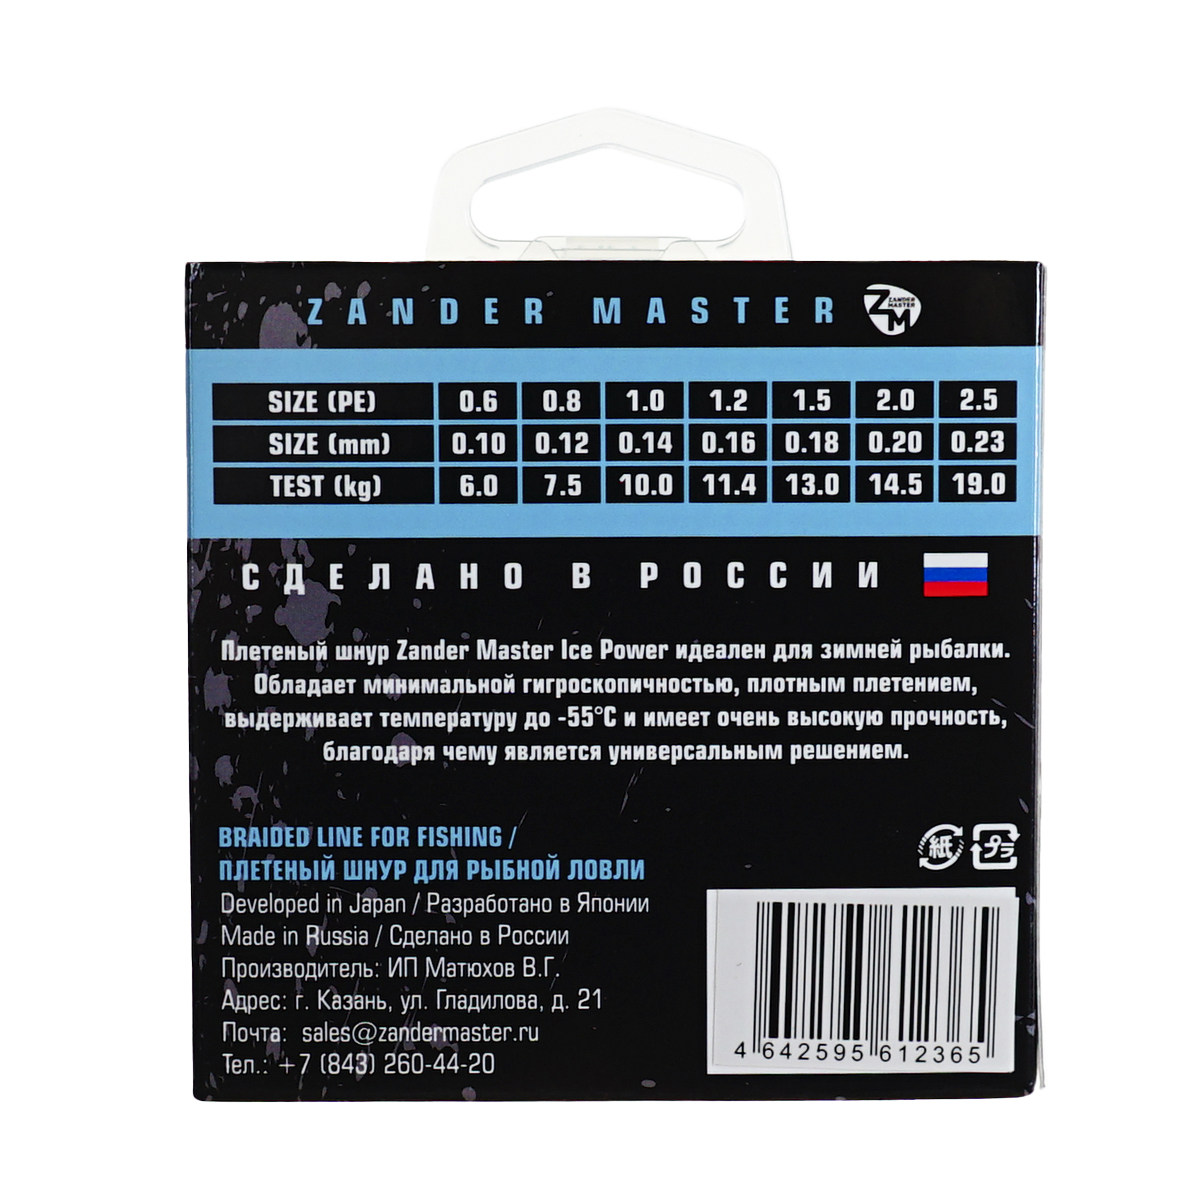 ZANDER MASTER ZM ZANDER MASTER
SIZE (PE) 0.6 0.8 1.0 1.2 1.5 2.0 2.5
SIZE (mm) 0.10 0.12 0.14 0.16 0.18 0.20 0.23
TEST (kg) 6.0 7.5 10.0 11.4 13.0 14.5 19.0
СДЕЛАНО В РОССИИ
Плетеный шнур Zander Master Ice Power идеален для зимней рыбалки.
Обладает минимальной гигроскопичностью, плотным плетением,
выдерживает температуру до -55°C и имеет очень высокую прочность,
благодаря чему является универсальным решением.
BRAIDED LINE FOR FISHING /
ПЛЕТЕНЫЙ ШНУР ДЛЯ РЫБНОЙ ЛОВЛИ
Developed in Japan / Разработано в Японии
Made in Russia / Сделано в России
Производитель: ИП Матюхов В.Г.
Адрес: г. Казань, ул. Гладилова, д. 21
Почта: sales@zandermaster.ru
Тел.: +7 (843) 260-44-20
紙 プラ
4 642595 612365